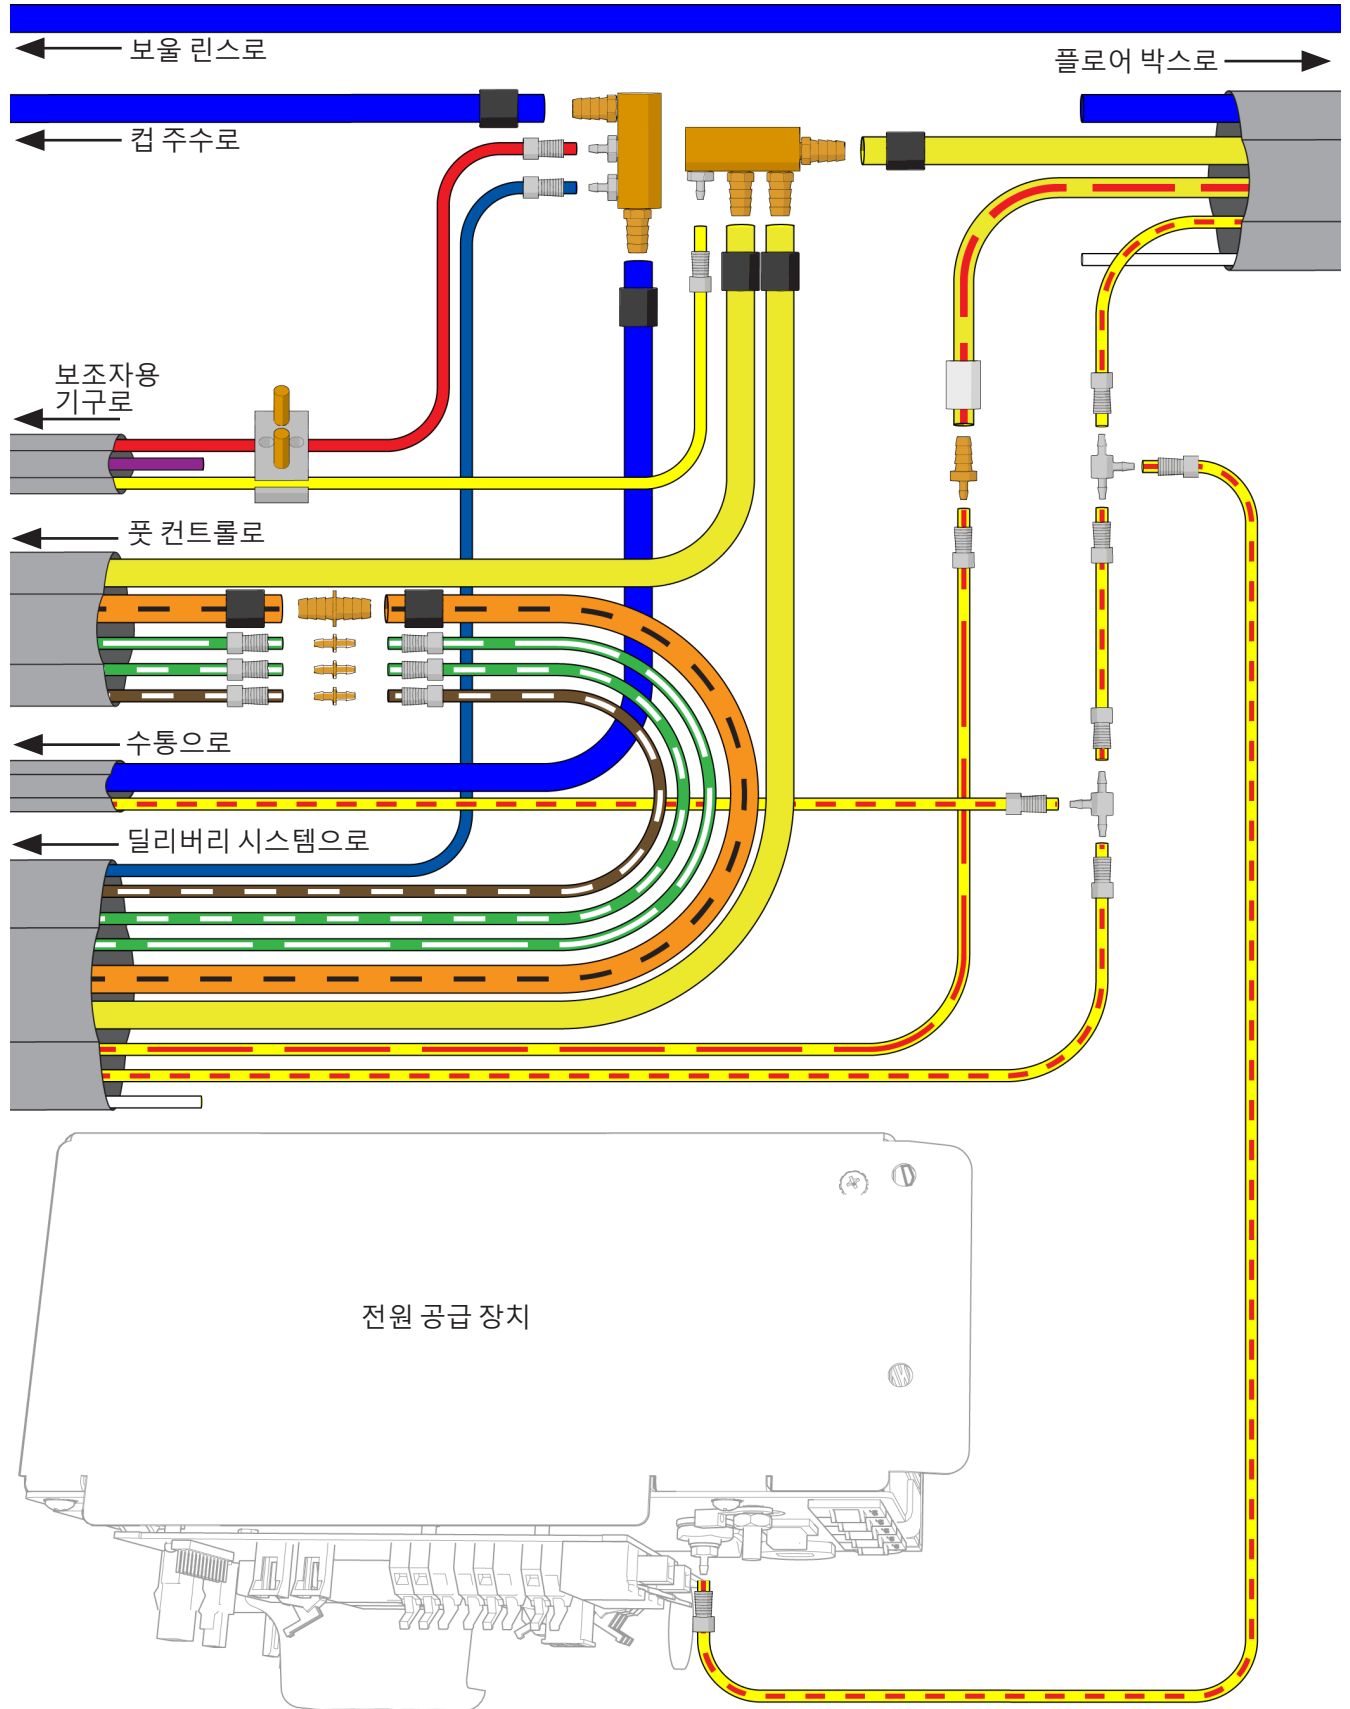 보울 린스로
플로어 박스로
컵 주수로
보조자용
기구로
풋 컨트롤로
수통으로
딜리버리 시스템으로
전원 공급 장치